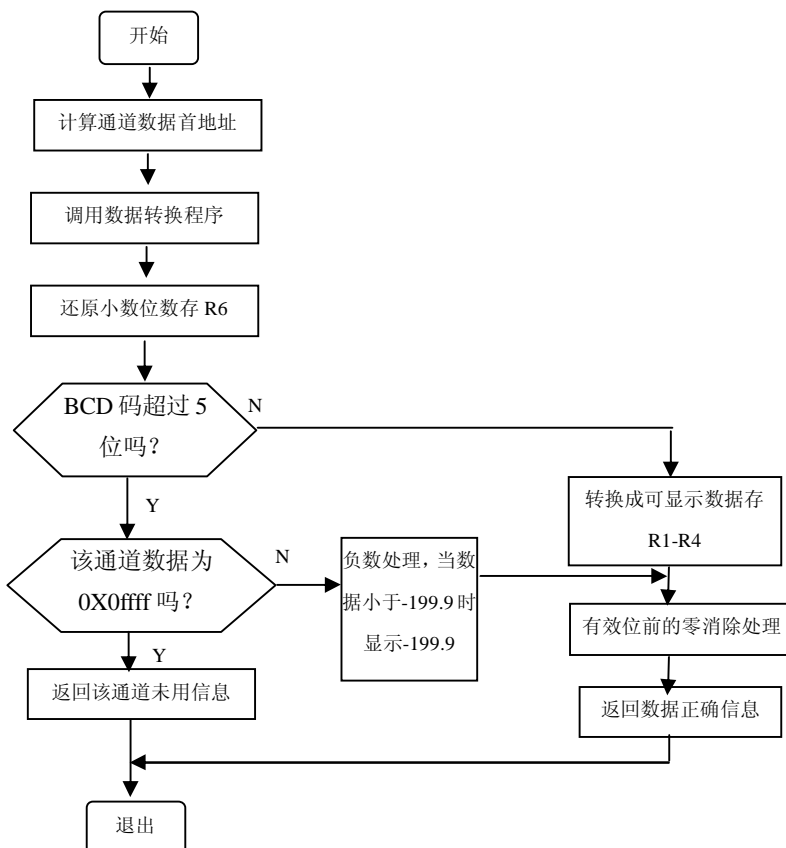 开始
计算通道数据首地址
调用数据转换程序
还原小数位数存 R6
BCD 码超过 5
位吗？
N
Y
转换成可显示数据存
R1-R4
该通道数据为
0X0ffff 吗？
N
Y
负数处理，当数
据小于-199.9 时
显示-199.9
有效位前的零消除处理
返回该通道未用信息
返回数据正确信息
退出